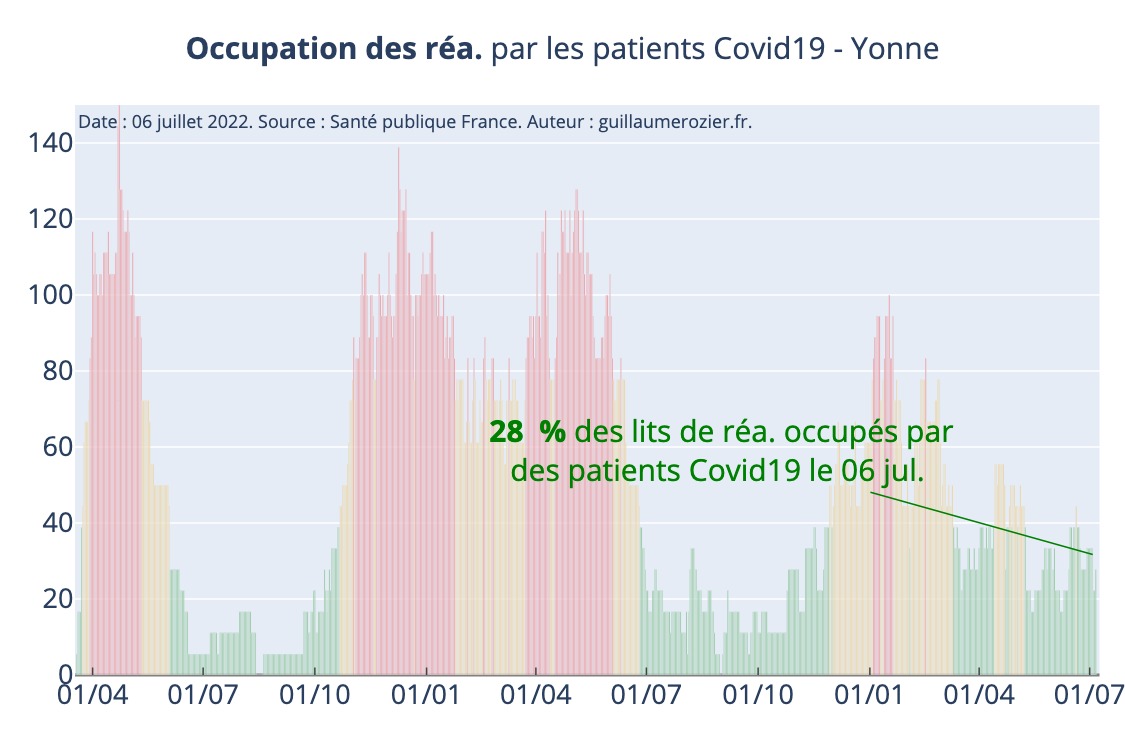 Occupation des réa. par les patients Covid19 - Yonne
Date : 06 juillet 2022. Source : Santé publique France. Auteur : guillaumerozier.fr.
140
120
100
80
60
40
20
0
28 % des lits de réa. occupés par
des patients Covid19 le 06 jul.
01/04 01/07 01/10 01/01 01/04 01/07 01/10 01/01 01/04 01/07